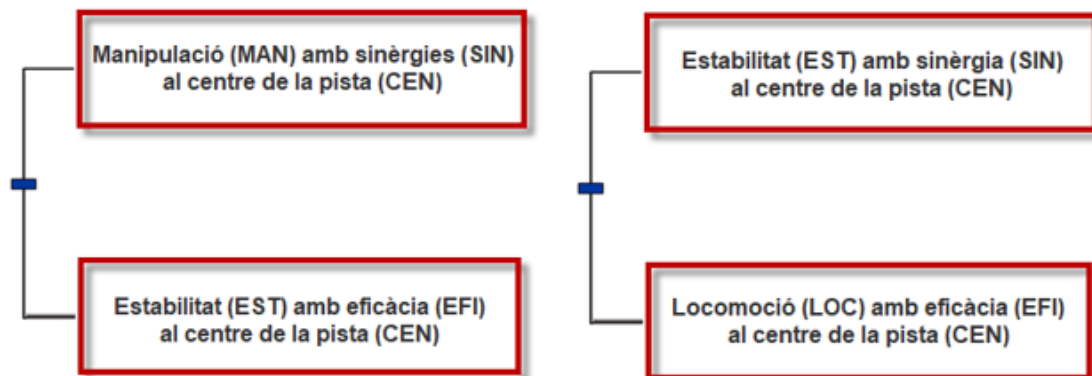 Manipulació (MAN) amb sinèrgies (SIN)
al centre de la pista (CEN)
Estabilitat (EST) amb sinèrgia (SIN)
al centre de la pista (CEN)
Estabilitat (EST) amb eficàcia (EFI)
al centre de la pista (CEN)
Locomoció (LOC) amb eficàcia (EFI)
al centre de la pista (CEN)